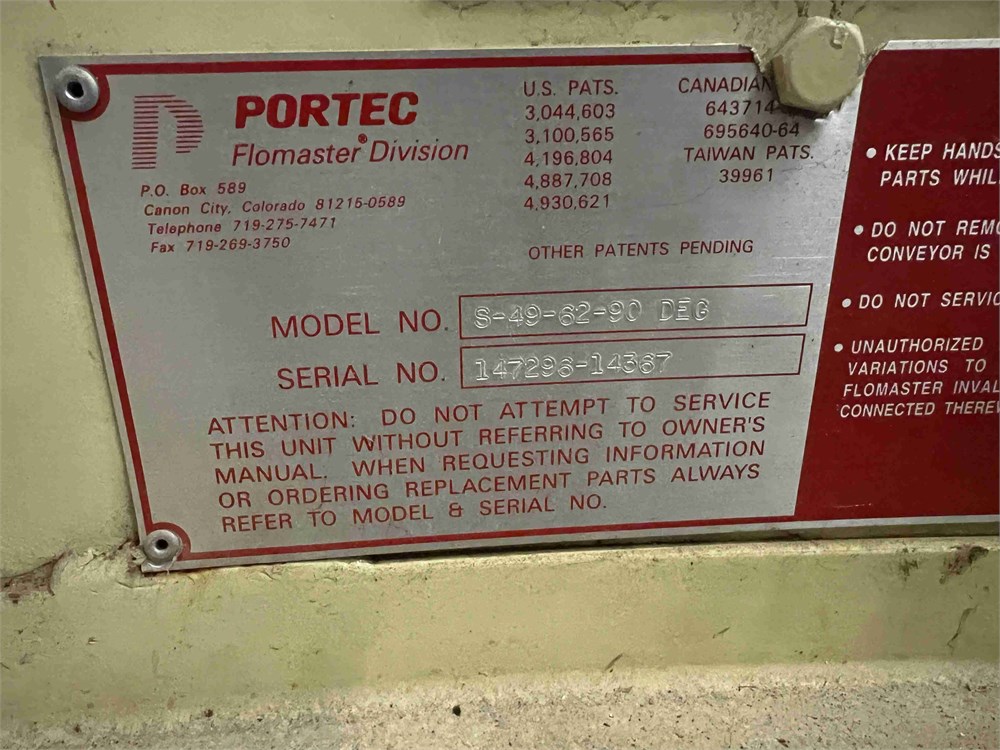 PORTEC
Flomaster® Division
P.O. Box 589
Canon City, Colorado 81215-0589
Telephone 719-275-7471
Fax 719-269-3750
U.S. PATS.
3,044,603
3,100,565
4,196,804
4,887,708
4,930,621
CANADIAN
643714
695640-64
TAIWAN PATS.
39961
OTHER PATENTS PENDING
MODEL NO. S-49-62-90 DEG
SERIAL NO. 147296-14367
ATTENTION: DO NOT ATTEMPT TO SERVICE
THIS UNIT WITHOUT REFERRING TO OWNER'S
MANUAL. WHEN REQUESTING INFORMATION
OR ORDERING REPLACEMENT PARTS ALWAYS
REFER TO MODEL & SERIAL NO.
• KEEP HANDS
PARTS WHIL
• DO NOT REMO
CONVEYOR IS
• DO NOT SERVIC
• UNAUTHORIZED
VARIATIONS TO
FLOMASTER INVAL
CONNECTED THEREW